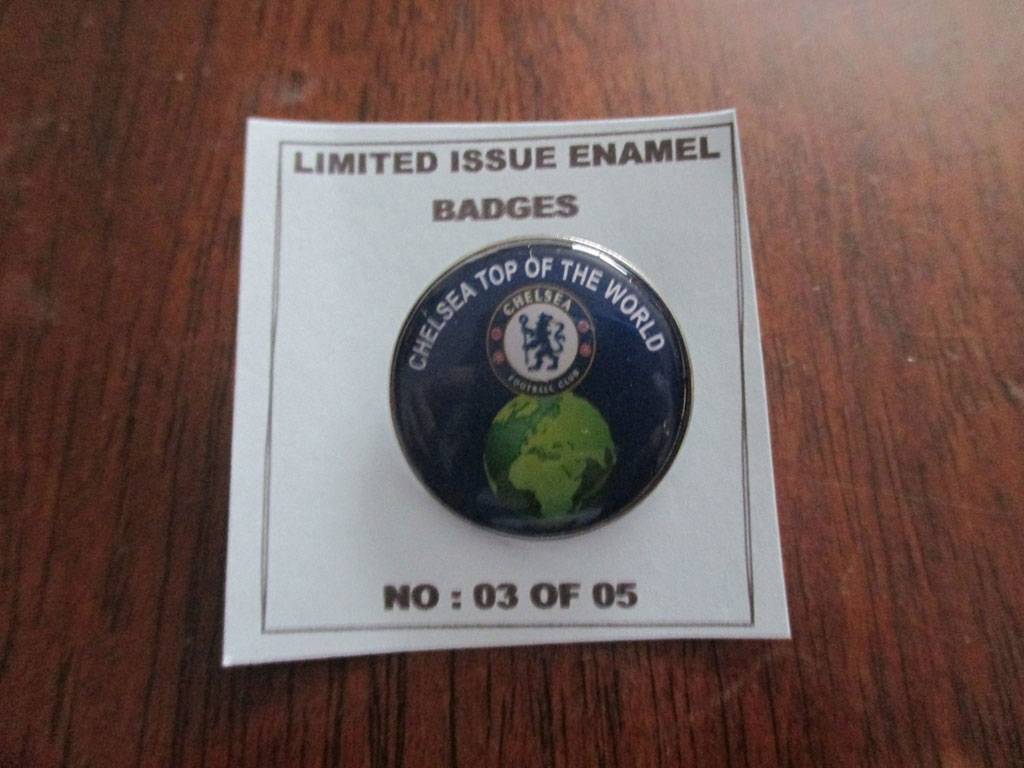 LIMITED ISSUE ENAMEL
BADGES
CHELSEA TOP OF THE WORLD
CHELSEA
FOOTBALL CLUB
NO : 03 OF 05